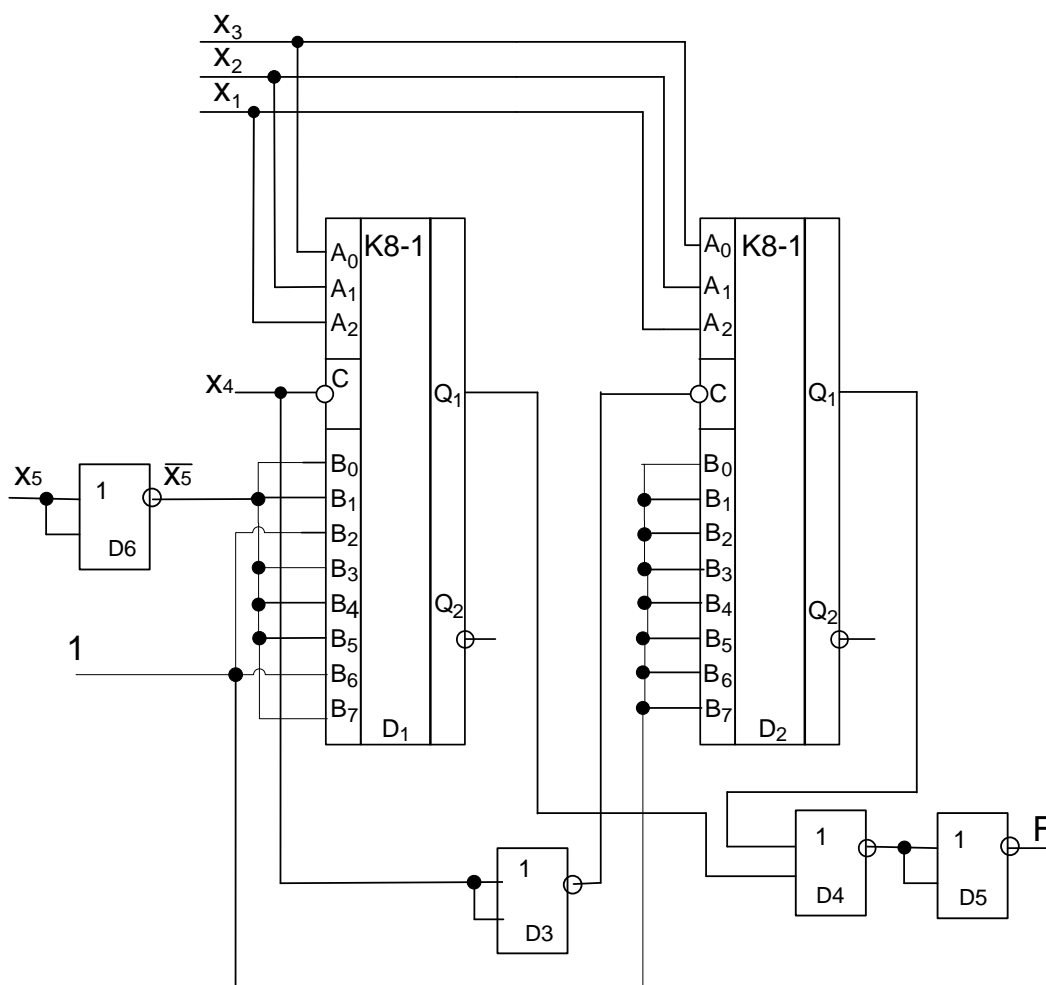 x₃
x₂
x₁
K8-1
K8-1
A₀
A₀
A₁
A₁
A₂
A₂
x₄
C
Q₁
C
Q₁
x₅
x̅₅
1
D6
B₀
B₁
B₂
B₃
B₄
B₅
B₆
B₇
Q₂
D₁
B₀
B₁
B₂
B₃
B₄
B₅
B₆
B₇
Q₂
D₂
1
1
D3
1
D4
1
D5